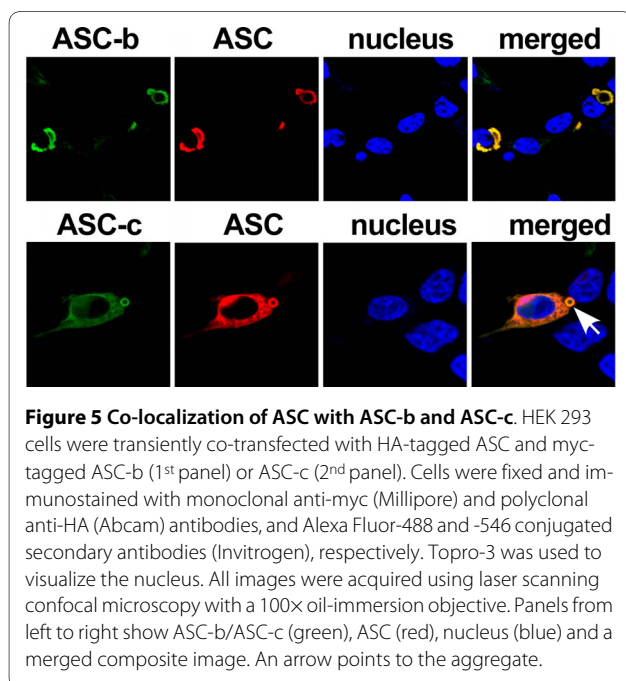 ASC-b ASC nucleus merged
ASC-c ASC nucleus merged
Figure 5 Co-localization of ASC with ASC-b and ASC-c. HEK 293
cells were transiently co-transfected with HA-tagged ASC and myc-
tagged ASC-b (1st panel) or ASC-c (2nd panel). Cells were fixed and im-
munostained with monoclonal anti-myc (Millipore) and polyclonal
anti-HA (Abcam) antibodies, and Alexa Fluor-488 and -546 conjugated
secondary antibodies (Invitrogen), respectively. Topro-3 was used to
visualize the nucleus. All images were acquired using laser scanning
confocal microscopy with a 100× oil-immersion objective. Panels from
left to right show ASC-b/ASC-c (green), ASC (red), nucleus (blue) and a
merged composite image. An arrow points to the aggregate.